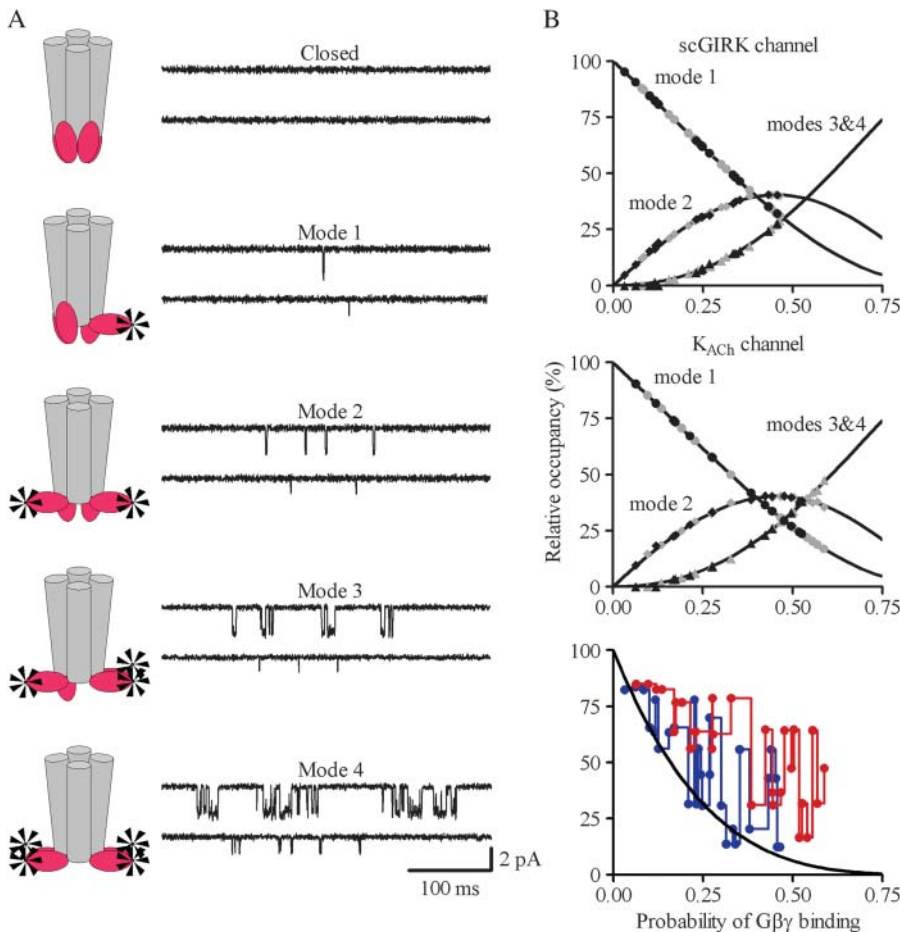 A
Closed
Mode 1
Mode 2
Mode 3
Mode 4
2 pA
100 ms
B
scGIRK channel
100
75
50
25
0
mode 1
mode 2
modes 3&4
0.00 0.25 0.50 0.75
K_ACh channel
100
75
50
25
0
mode 1
mode 2
modes 3&4
0.00 0.25 0.50 0.75
Relative occupancy (%)
100
75
50
25
0
0.00 0.25 0.50 0.75
Probability of Gβγ binding